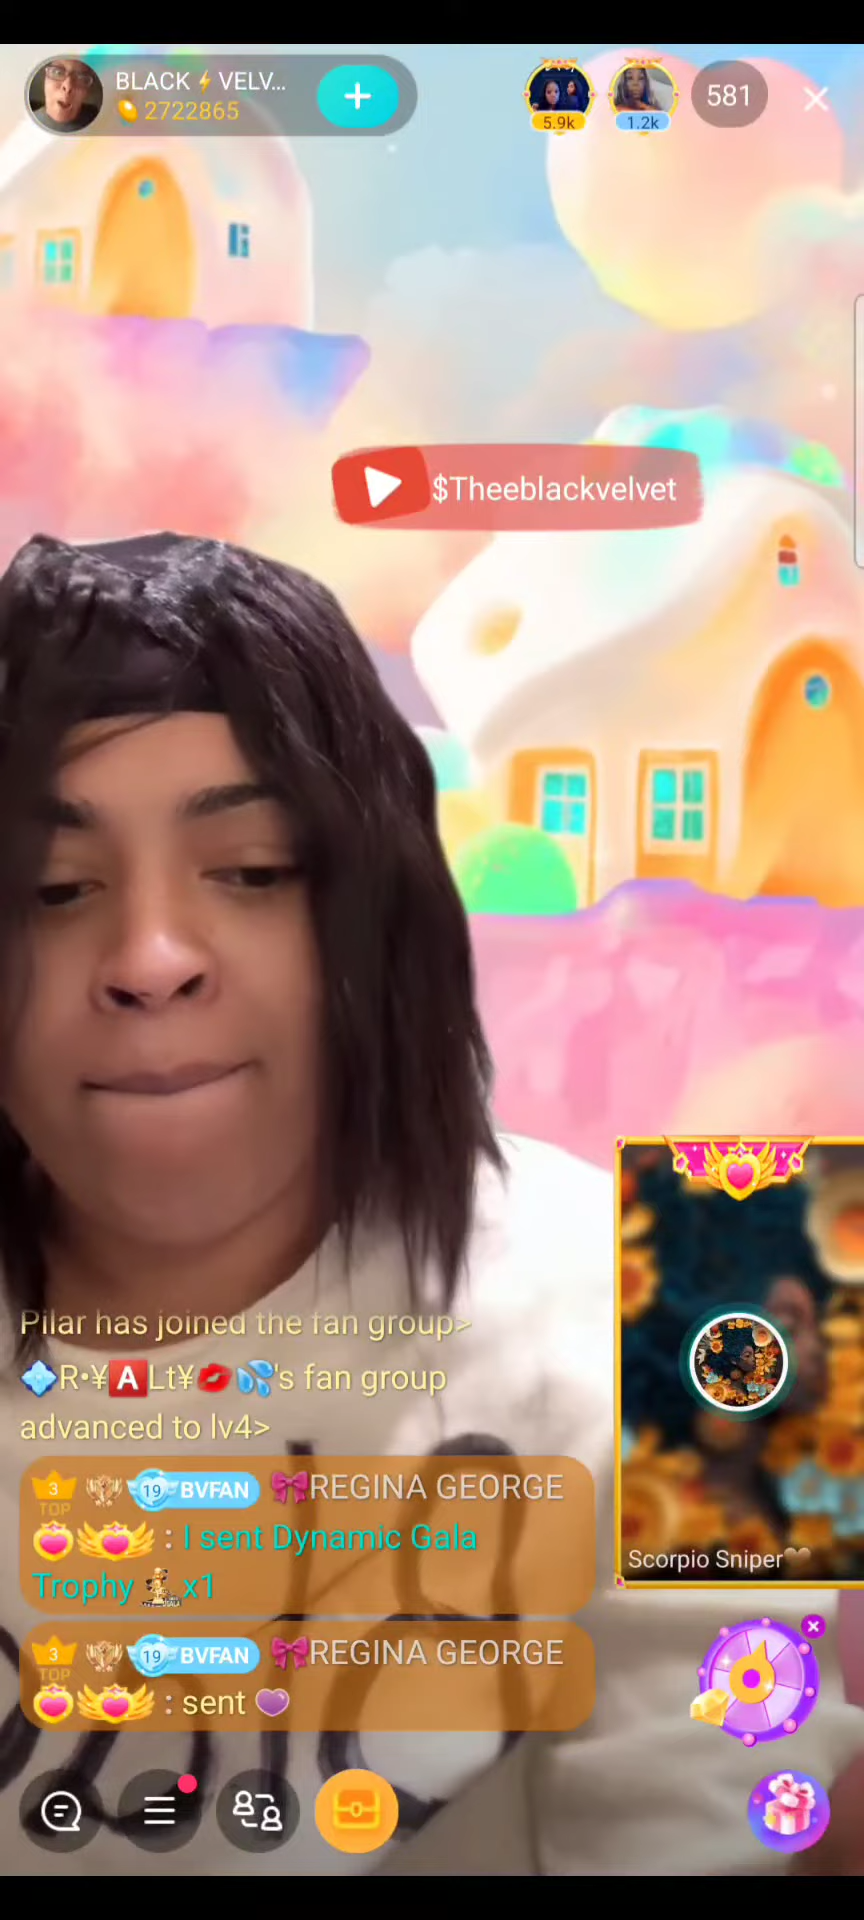 BLACK⚡VELV...
2722865
5.9k
1.2k
581
$Theeblackvelvet
Pilar has joined the fan group>
💠R•¥🅰Lt¥💋💦's fan group
advanced to lv4>
3 TOP 19 BVFAN 🎀REGINA GEORGE
: I sent Dynamic Gala
Trophy x1
3 TOP 19 BVFAN 🎀REGINA GEORGE
: sent 💜
Scorpio Sniper🤎